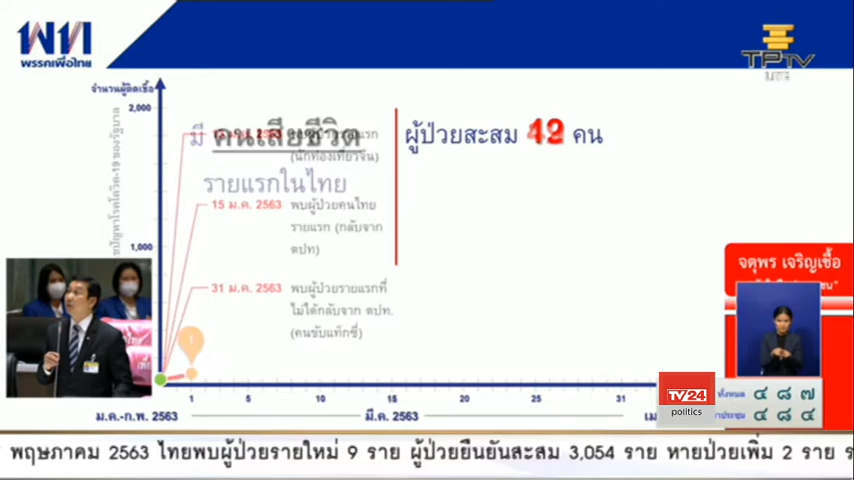 พท
พรรคเพื่อไทย
TPTV
จำนวนผู้ติดเชื้อ
2,000
1,000
มี คนเสียชีวิต
รายแรกในไทย
ผู้ป่วยสะสม 42 คน
2563
(นักท่องเที่ยวจีน)
15 ม.ค. 2563 พบผู้ป่วยคนไทย
รายแรก (กลับจาก
ตปท)
31 ม.ค. 2563 พบผู้ป่วยรายแรกที่
ไม่ได้กลับจาก ตปท.
(คนขับแท็กซี่)
1
1 5 10 15 20 25 31
ม.ค.-ก.พ. 2563 มี.ค. 2563
จตุพร เจริญเชื้อ
TV24
politics
ทั้งหมด ๔ ๘ ๗
๔ ๘ ๔
พฤษภาคม 2563 ไทยพบผู้ป่วยรายใหม่ 9 ราย ผู้ป่วยยืนยันสะสม 3,054 ราย หายป่วยเพิ่ม 2 ราย